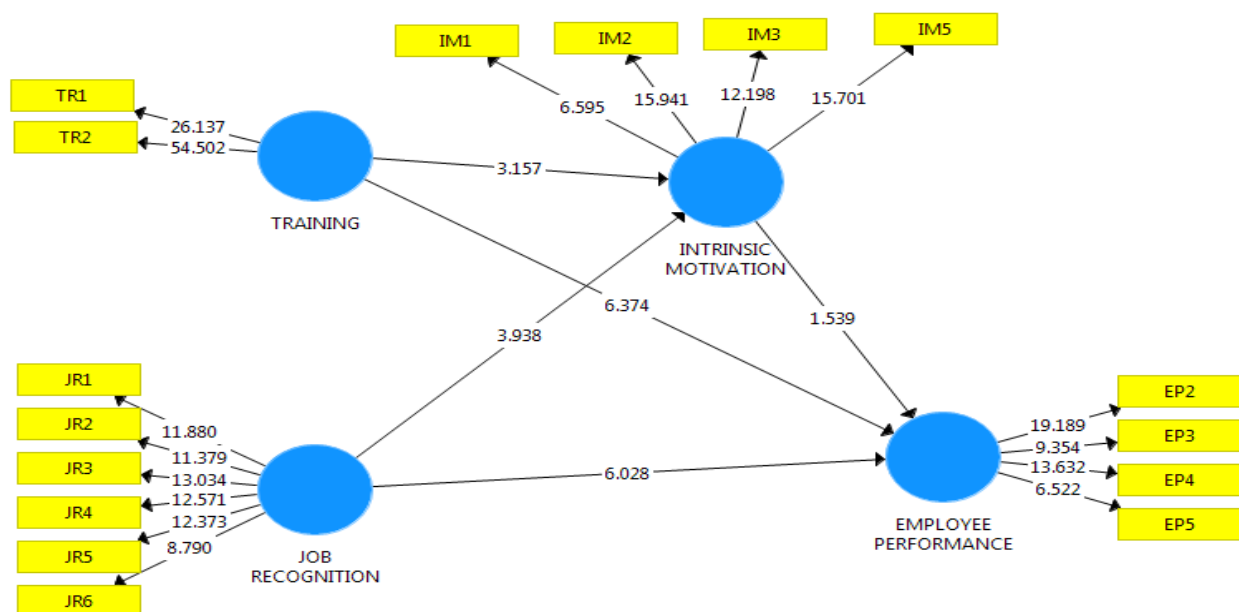 IM1
IM2
IM3
IM5
6.595
15.941
12.198
15.701
TR1
TR2
26.137
54.502
TRAINING
3.157
INTRINSIC
MOTIVATION
6.374
3.938
1.539
JR1
JR2
JR3
JR4
JR5
JR6
11.880
11.379
13.034
12.571
12.373
8.790
JOB
RECOGNITION
6.028
EMPLOYEE
PERFORMANCE
19.189
9.354
13.632
6.522
EP2
EP3
EP4
EP5